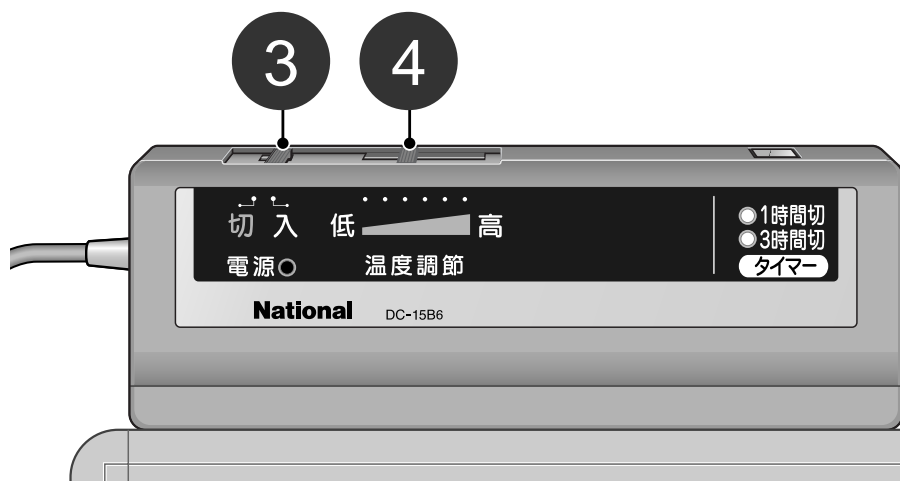 3 4
切 入 低 高
電源 温度調節
1時間切
3時間切
タイマー
National DC-15B6